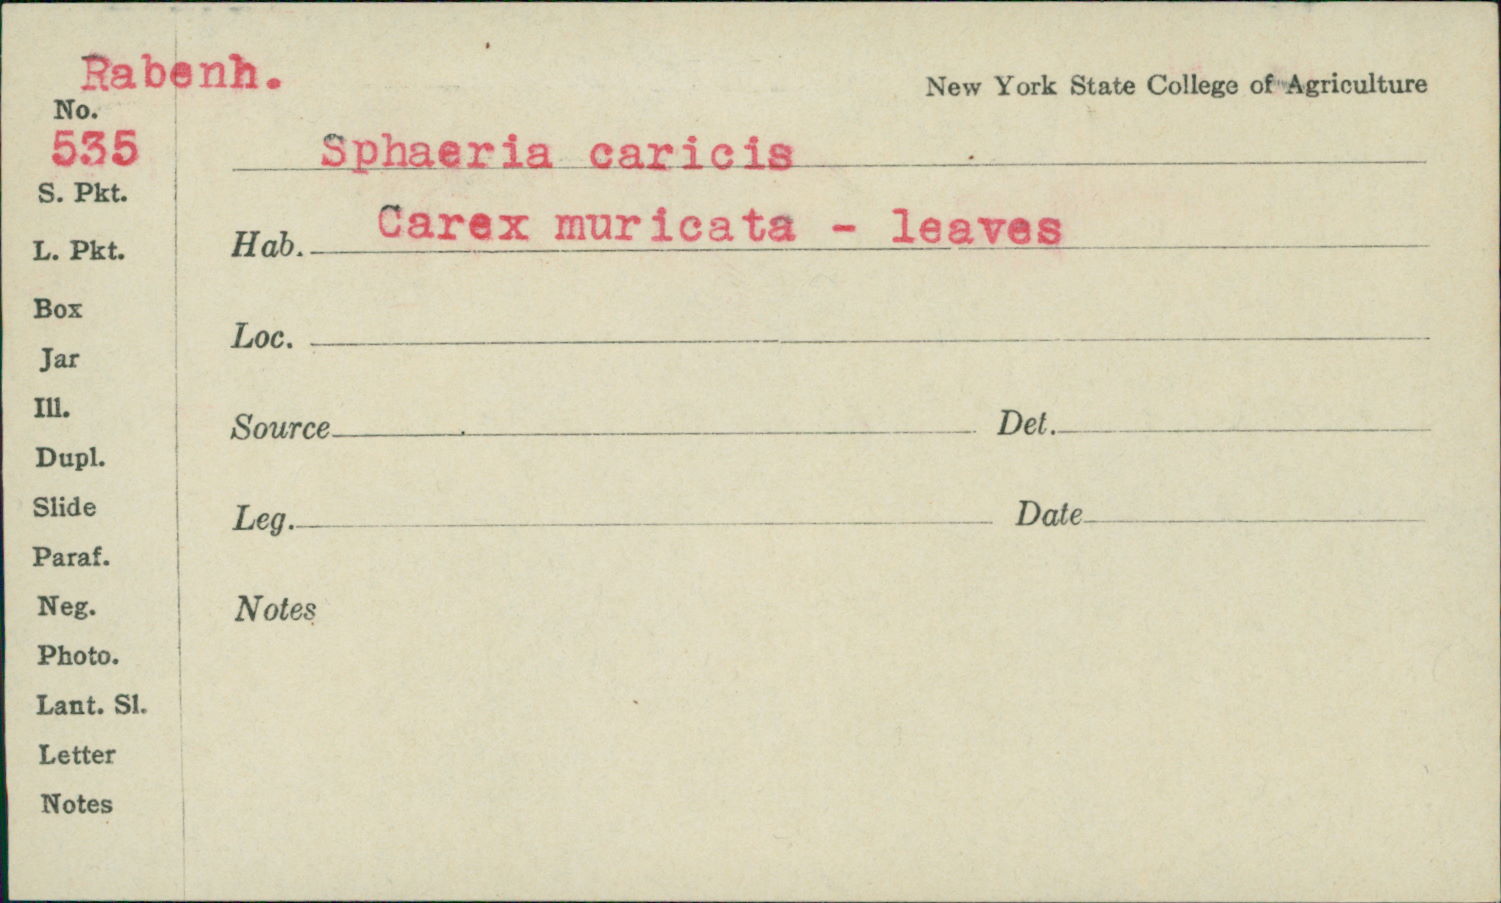 Rabenh.
New York State College of Agriculture
No.
535
Sphaeria caricis
S. Pkt.
Hab. Carex muricata - leaves
L. Pkt.
Box
Loc.
Jar
Ill.
Source Det.
Dupl.
Slide
Leg. Date
Paraf.
Neg.
Notes
Photo.
Lant. Sl.
Letter
Notes